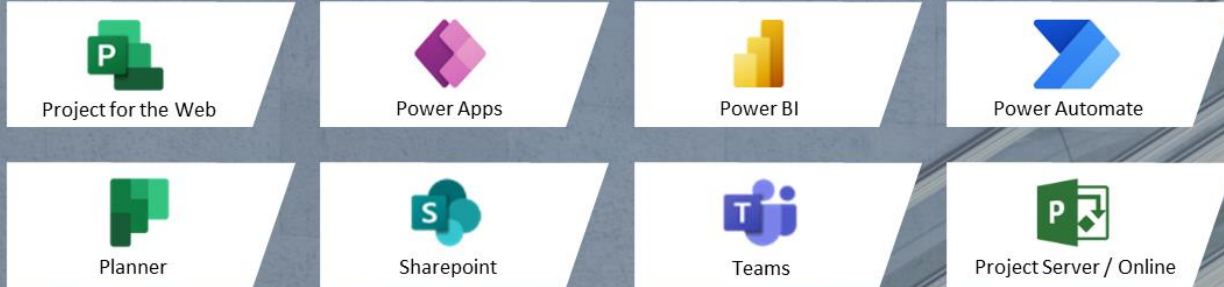 P
Project for the Web
Power Apps
Power BI
Power Automate
Planner
S
Sharepoint
T
Teams
P
Project Server / Online